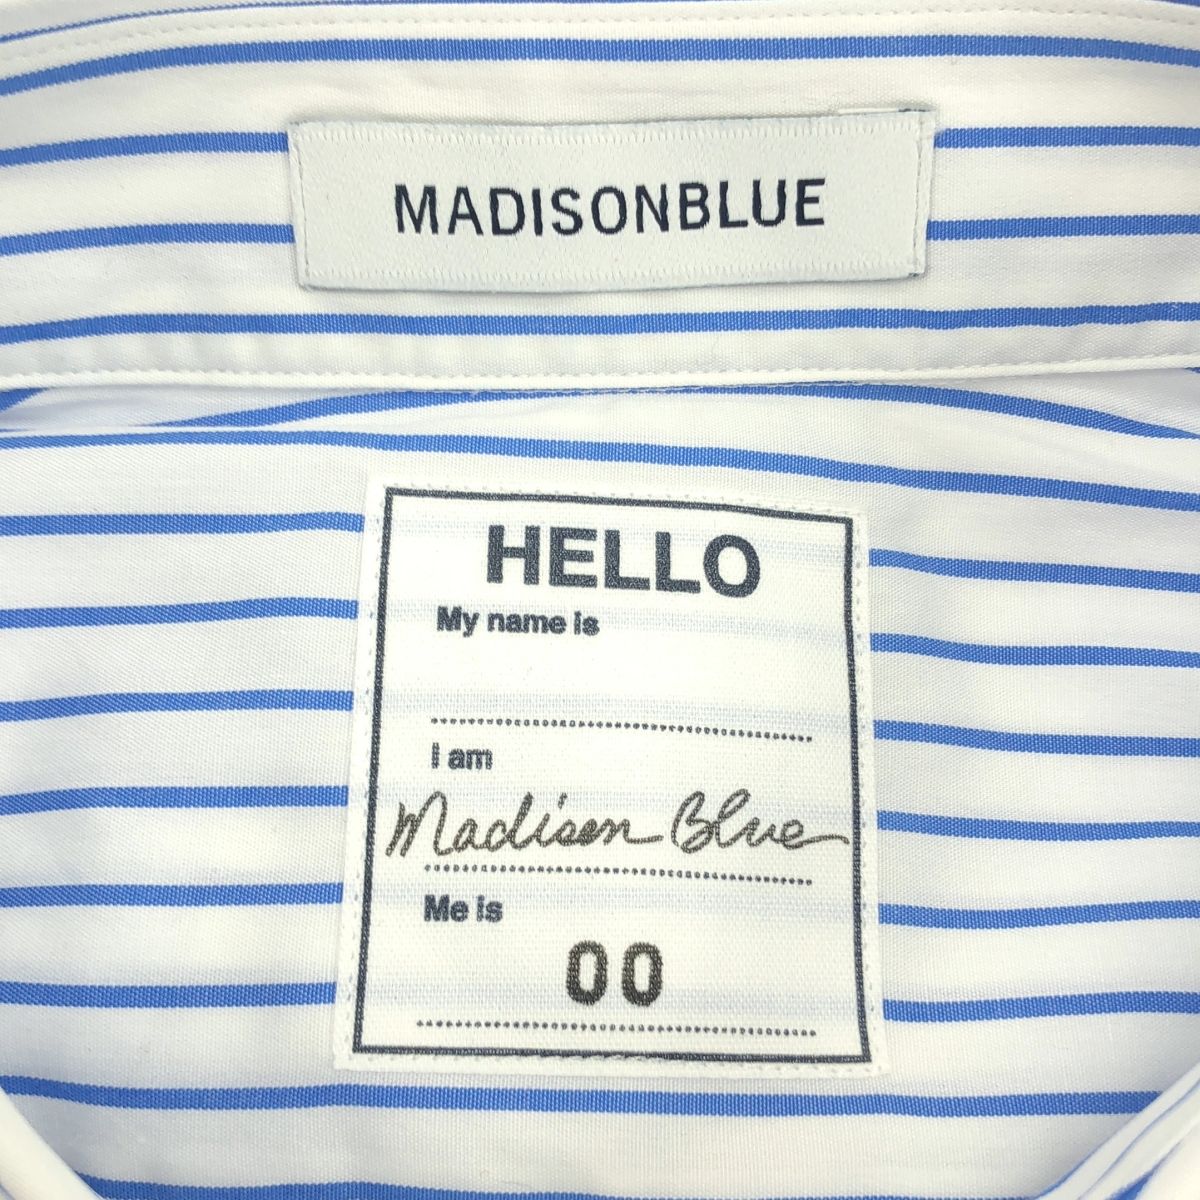 MADISONBLUE
HELLO
My name is
I am
Madison Blue
Me is
00